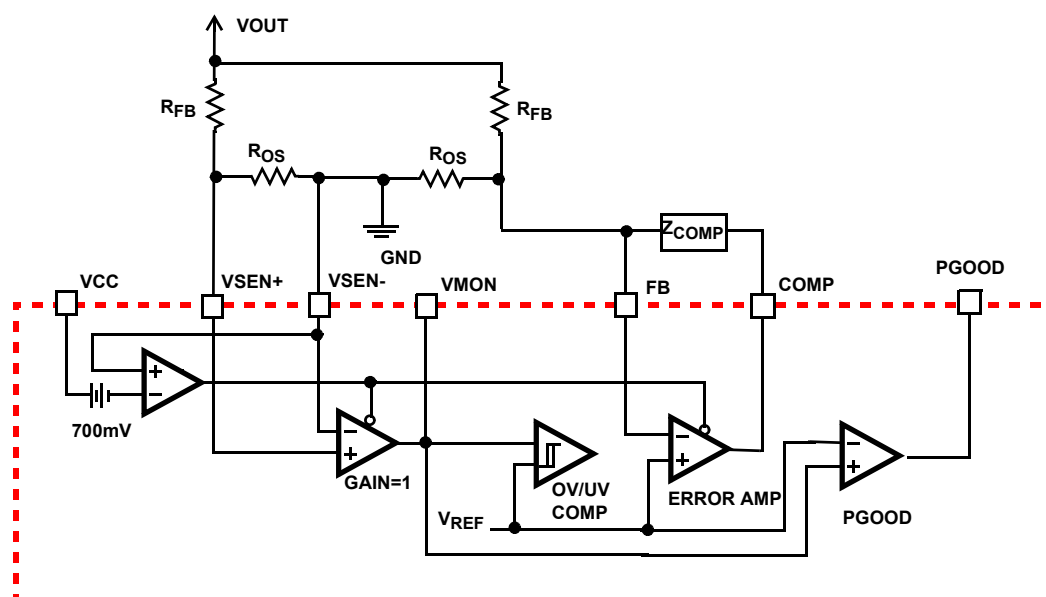 VOUT
RFB
RFB
ROS
ROS
ZCOMP
GND
VCC
VSEN+
VSEN-
VMON
FB
COMP
PGOOD
+
−
700mV
−
+
GAIN=1
OV/UV
COMP
−
+
ERROR AMP
−
+
PGOOD
VREF